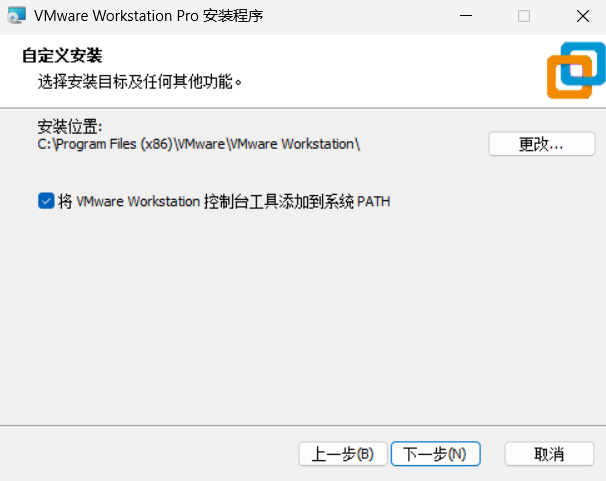 VMware Workstation Pro 安装程序
自定义安装
选择安装目标及任何其他功能。
安装位置:
C:\Program Files (x86)\VMware\VMware Workstation\
更改...
将 VMware Workstation 控制台工具添加到系统 PATH
上一步(B) 下一步(N) 取消